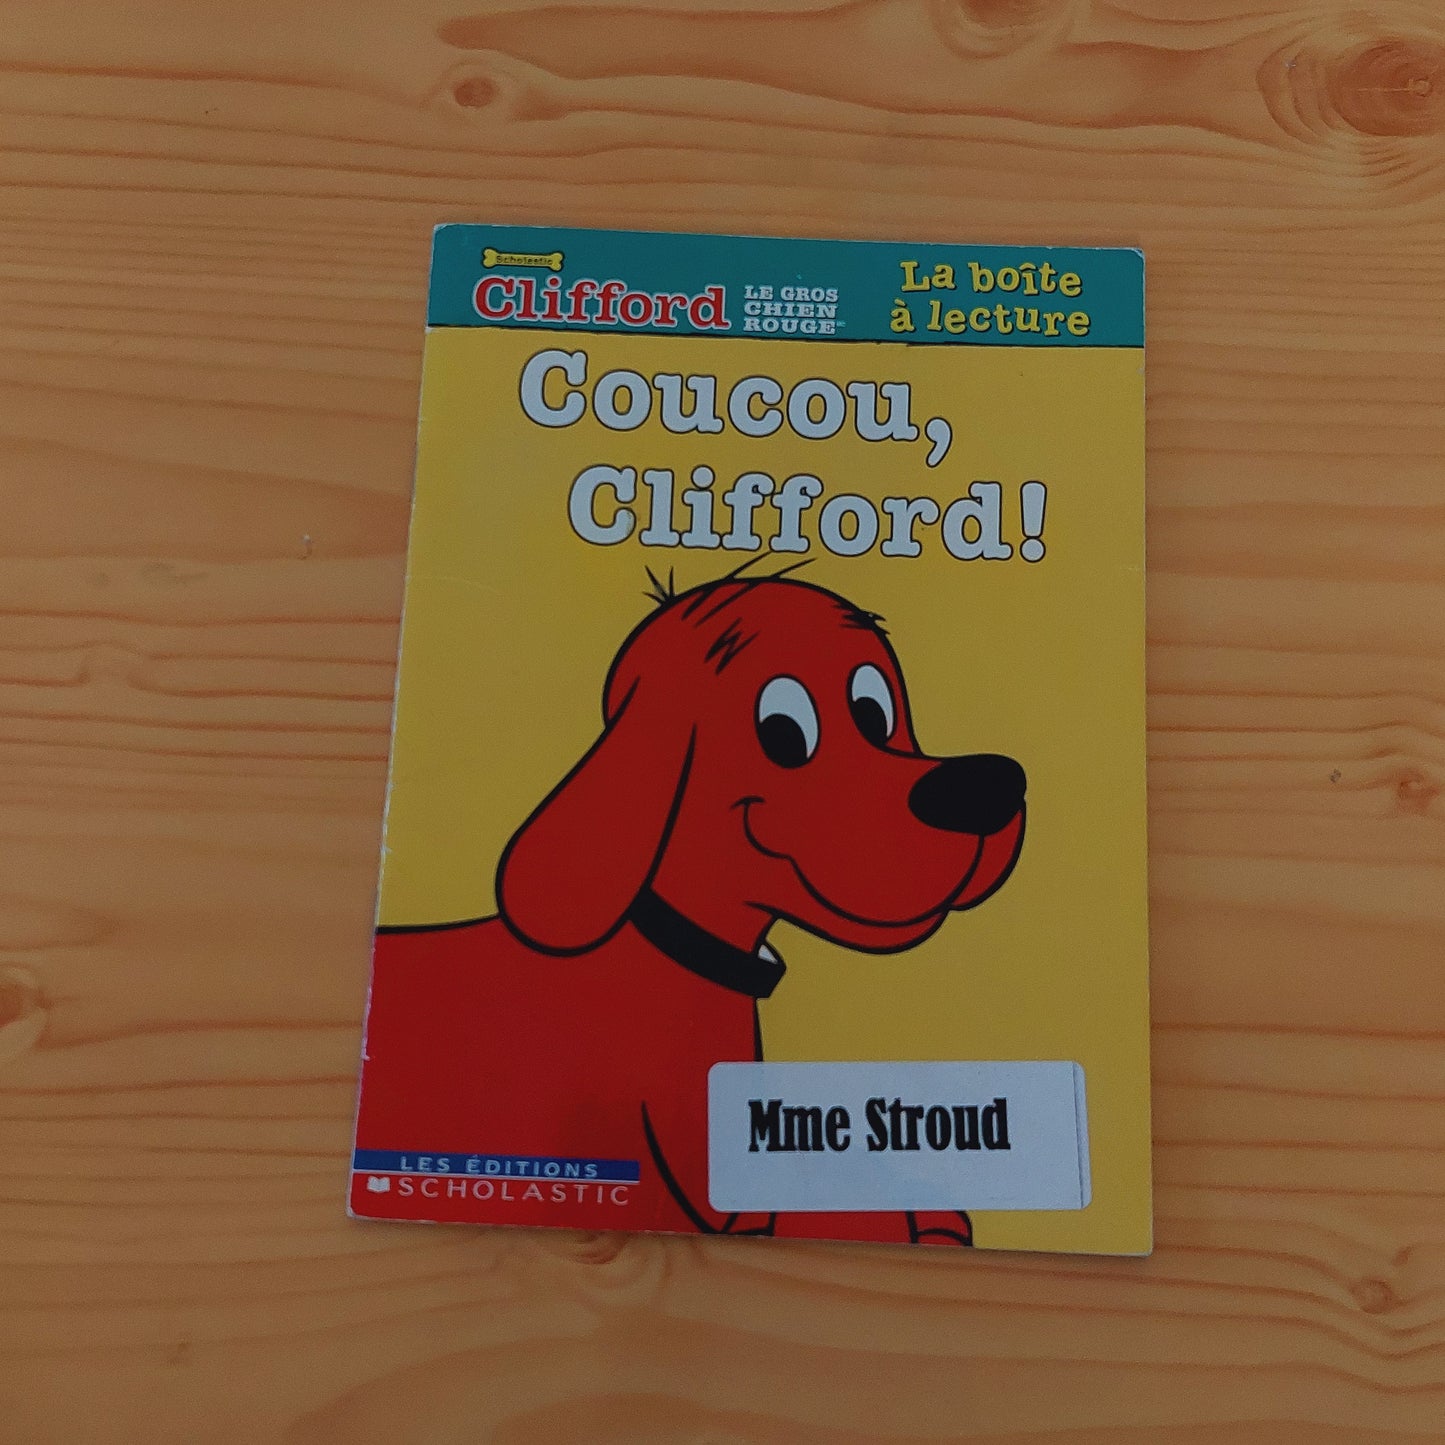 Scholastic
Clifford
LE GROS
CHIEN
ROUGE
La boîte
à lecture
Coucou,
Clifford!
Mme Stroud
LES ÉDITIONS
SCHOLASTIC